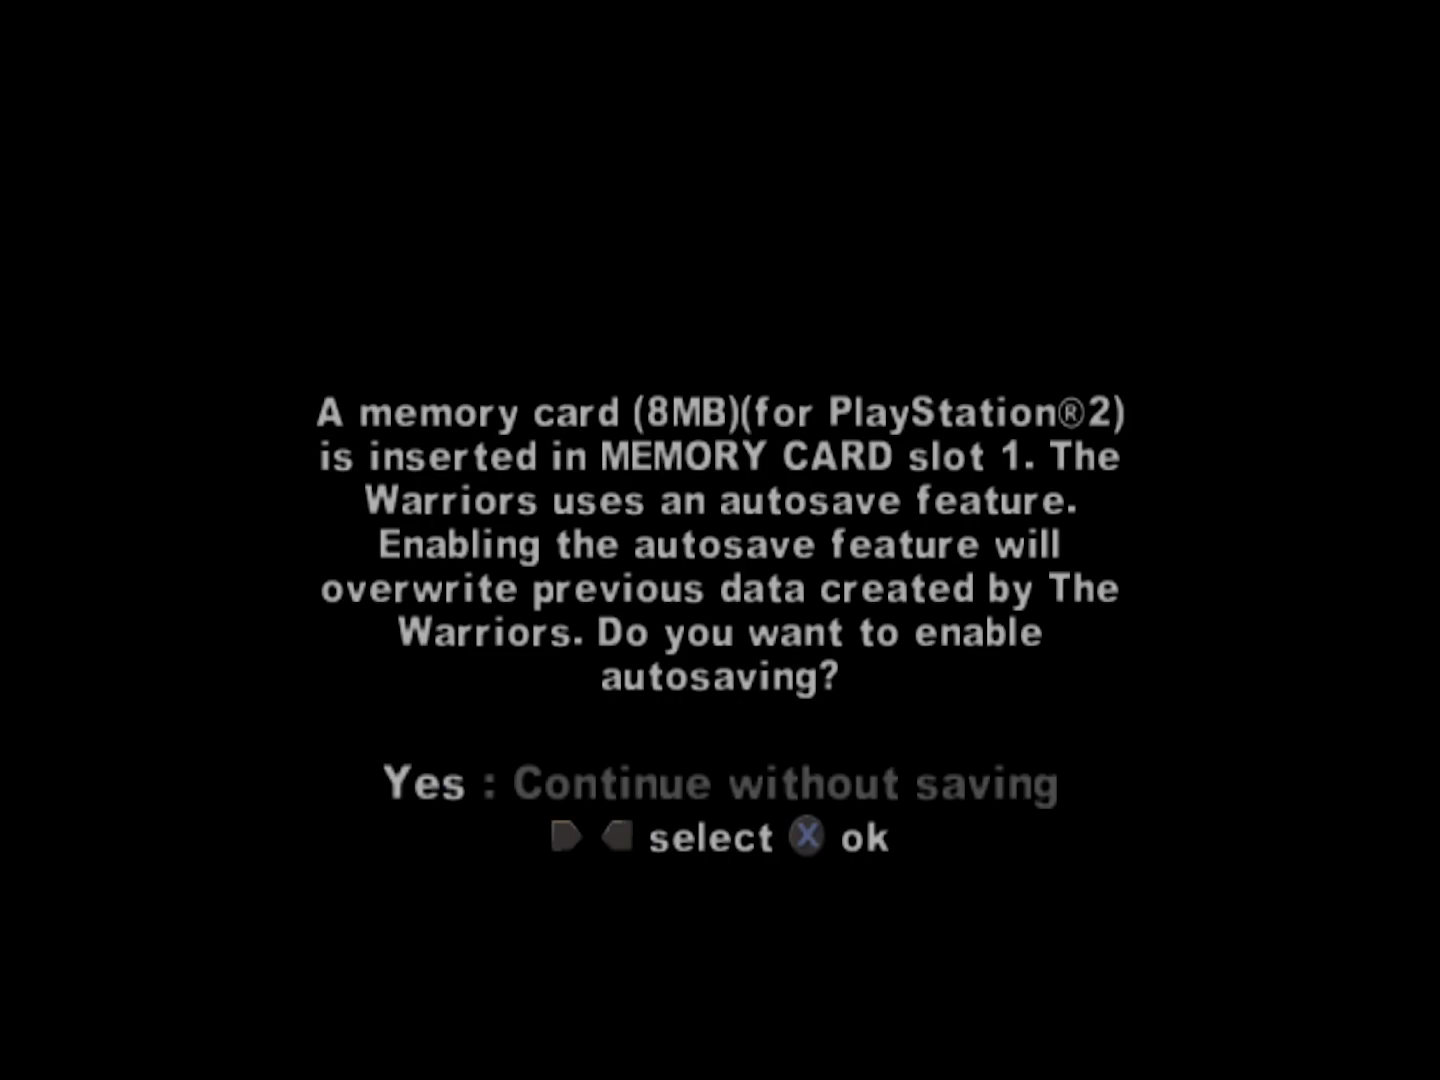 A memory card (8MB)(for PlayStation®2)
is inserted in MEMORY CARD slot 1. The
Warriors uses an autosave feature.
Enabling the autosave feature will
overwrite previous data created by The
Warriors. Do you want to enable
autosaving?
Yes : Continue without saving
select X ok